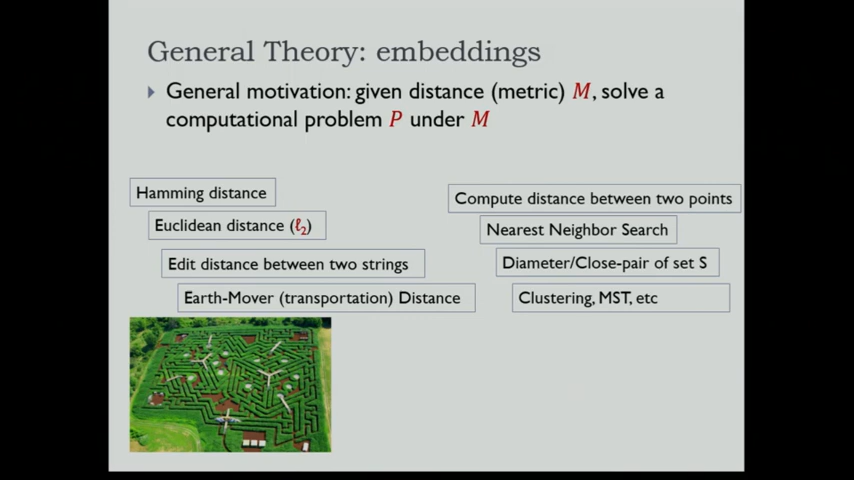 General Theory: embeddings
General motivation: given distance (metric) M, solve a
computational problem P under M
Hamming distance
Euclidean distance (ℓ₂)
Edit distance between two strings
Earth-Mover (transportation) Distance
Compute distance between two points
Nearest Neighbor Search
Diameter/Close-pair of set S
Clustering, MST, etc